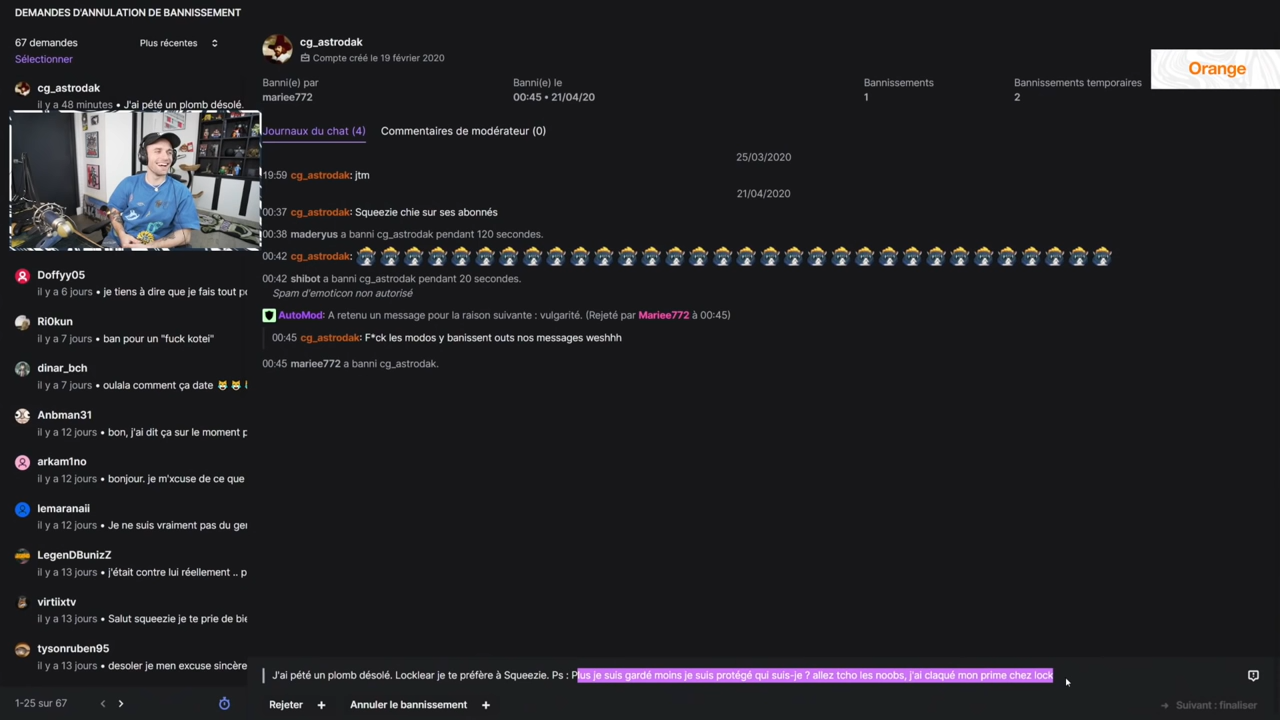 DEMANDES D'ANNULATION DE BANNISSEMENT
67 demandes
Plus récentes
Sélectionner
cg_astrodak
il y a 48 minutes • J'ai pété un plomb désolé.
Doffyy05
il y a 6 jours • je tiens à dire que je fais tout po
Ri0kun
il y a 7 jours • ban pour un "fuck kotei"
dinar_bch
il y a 7 jours • oulala comment ça date
Anbman31
il y a 12 jours • bon, j'ai dit ça sur le moment p
arkam1no
il y a 12 jours • bonjour. je m'xcuse de ce que
lemaranaii
il y a 12 jours • Je ne suis vraiment pas du ger
LegenDBunizZ
il y a 13 jours • j'était contre lui réellement .. p
virtiixtv
il y a 13 jours • Salut squeezie je te prie de bie
tysonruben95
il y a 13 jours • desoler je men excuse sincère
1-25 sur 67
cg_astrodak
Compte créé le 19 février 2020
Orange
Banni(e) par
mariee772
Banni(e) le
00:45 • 21/04/20
Bannissements
1
Bannissements temporaires
2
Journaux du chat (4)
Commentaires de modérateur (0)
25/03/2020
19:59 cg_astrodak: jtm
21/04/2020
00:37 cg_astrodak: Squeezie chie sur ses abonnés
00:38 maderyus a banni cg_astrodak pendant 120 secondes.
00:42 cg_astrodak:
00:42 shibot a banni cg_astrodak pendant 20 secondes.
Spam d'emoticon non autorisé
AutoMod: A retenu un message pour la raison suivante : vulgarité. (Rejeté par Mariee772 à 00:45)
00:45 cg_astrodak: F*ck les modos y banissent outs nos messages weshhh
00:45 mariee772 a banni cg_astrodak.
J'ai pété un plomb désolé. Locklear je te préfère à Squeezie. Ps : Plus je suis gardé moins je suis protégé qui suis-je ? allez tcho les noobs, j'ai claqué mon prime chez lock
Rejeter
Annuler le bannissement
Suivant : finaliser